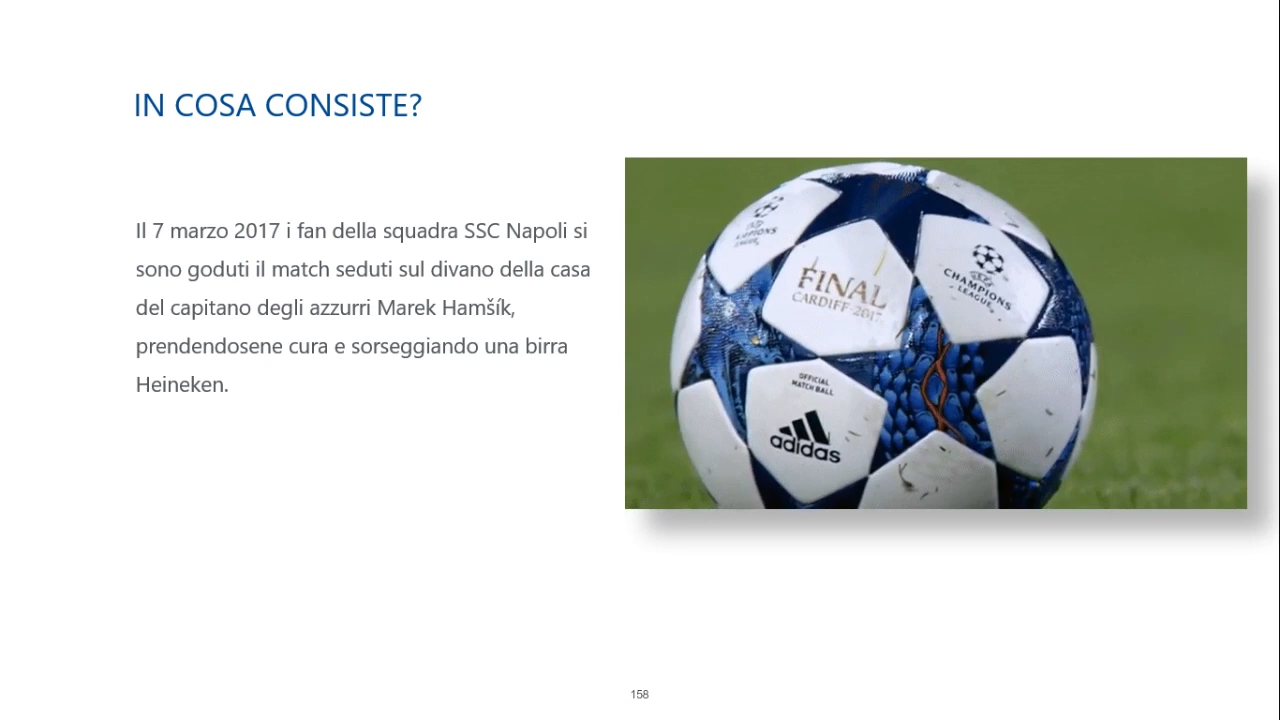 IN COSA CONSISTE?
Il 7 marzo 2017 i fan della squadra SSC Napoli si
sono goduti il match seduti sul divano della casa
del capitano degli azzurri Marek Hamšík,
prendendosene cura e sorseggiando una birra
Heineken.
FINAL
CARDIFF 2017
CHAMPIONS
LEAGUE
OFFICIAL
MATCH BALL
adidas
158